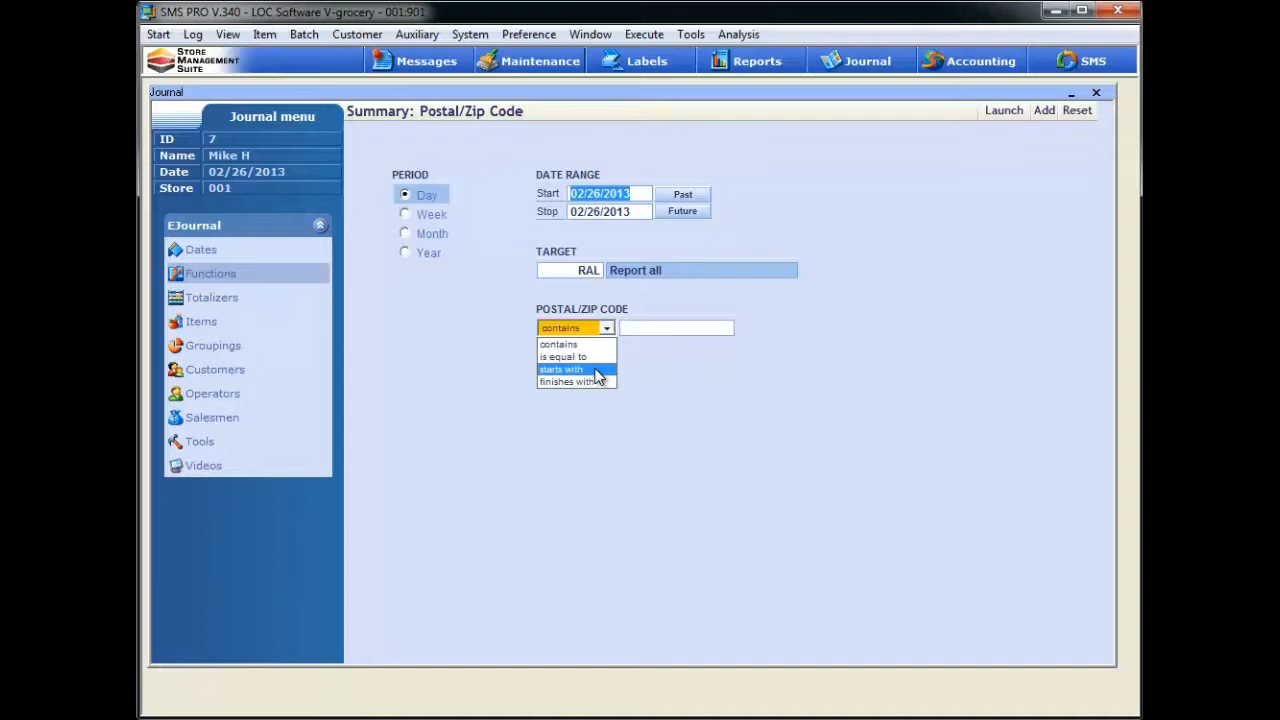 SMS PRO V.340 - LOC Software V-grocery - 001:901
Start Log View Item Batch Customer Auxiliary System Preference Window Execute Tools Analysis
STORE MANAGEMENT SUITE
Messages Maintenance Labels Reports Journal Accounting SMS
Journal
Journal menu
Summary: Postal/Zip Code
Launch Add Reset
ID 7
Name Mike H
Date 02/26/2013
Store 001
EJournal
Dates
Functions
Totalizers
Items
Groupings
Customers
Operators
Salesmen
Tools
Videos
PERIOD
Day
Week
Month
Year
DATE RANGE
Start 02/26/2013 Past
Stop 02/26/2013 Future
TARGET
RAL Report all
POSTAL/ZIP CODE
contains
contains
is equal to
starts with
finishes with